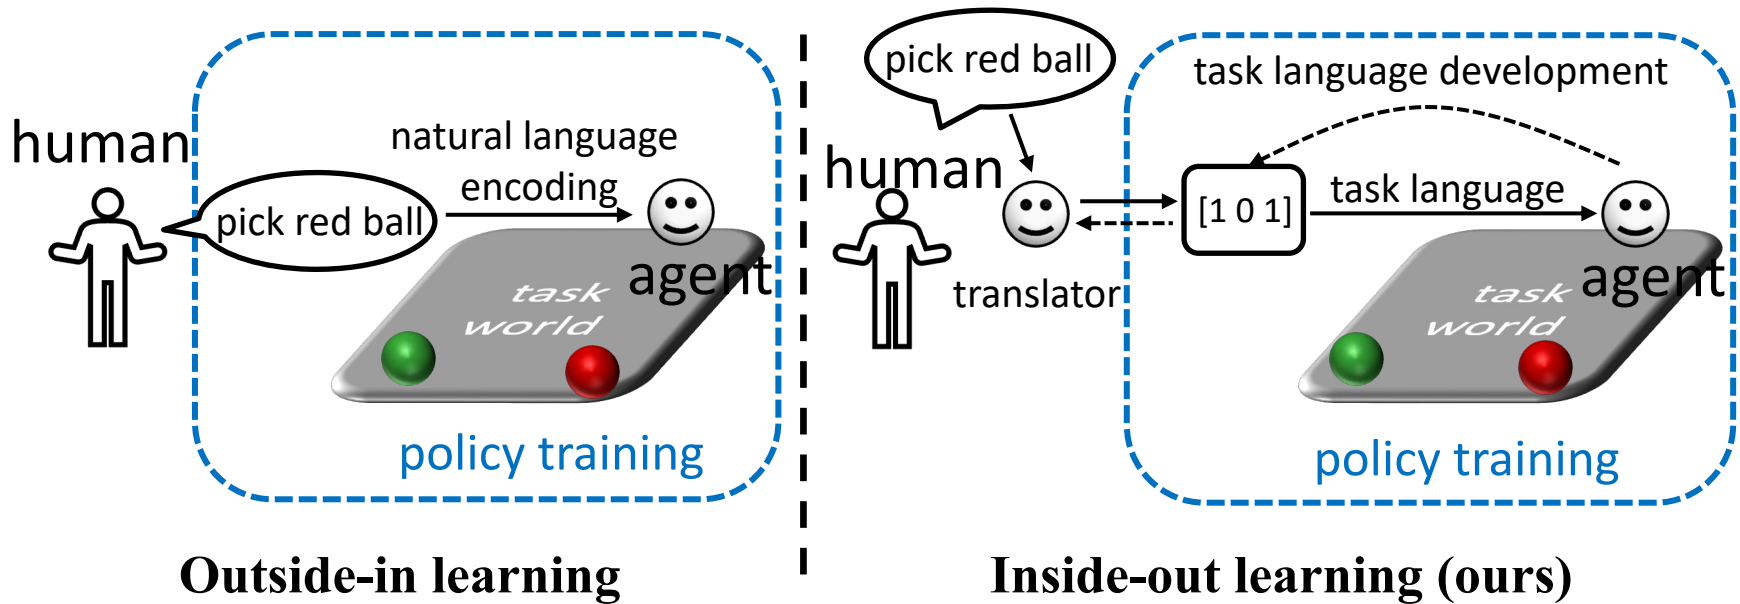 human
pick red ball
natural language
encoding
agent
task
world
policy training
Outside-in learning
pick red ball
human
translator
task language development
[1 0 1]
task language
agent
task
world
policy training
Inside-out learning (ours)